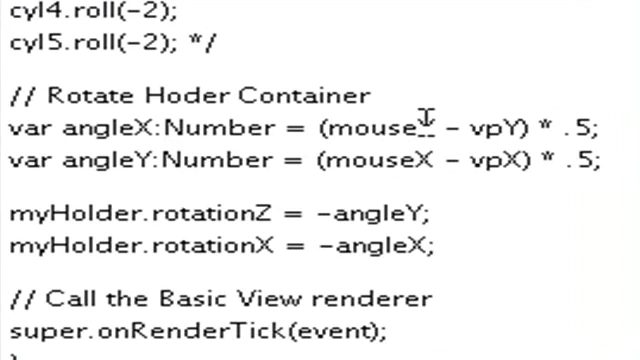 cyl4.roll(-2);
cyl5.roll(-2); */
// Rotate Hoder Container
var angleX:Number = (mouse - vpY) * .5;
var angleY:Number = (mouseX - vpX) * .5;
myHolder.rotationZ = -angleY;
myHolder.rotationX = -angleX;
// Call the Basic View renderer
super.onRenderTick(event);